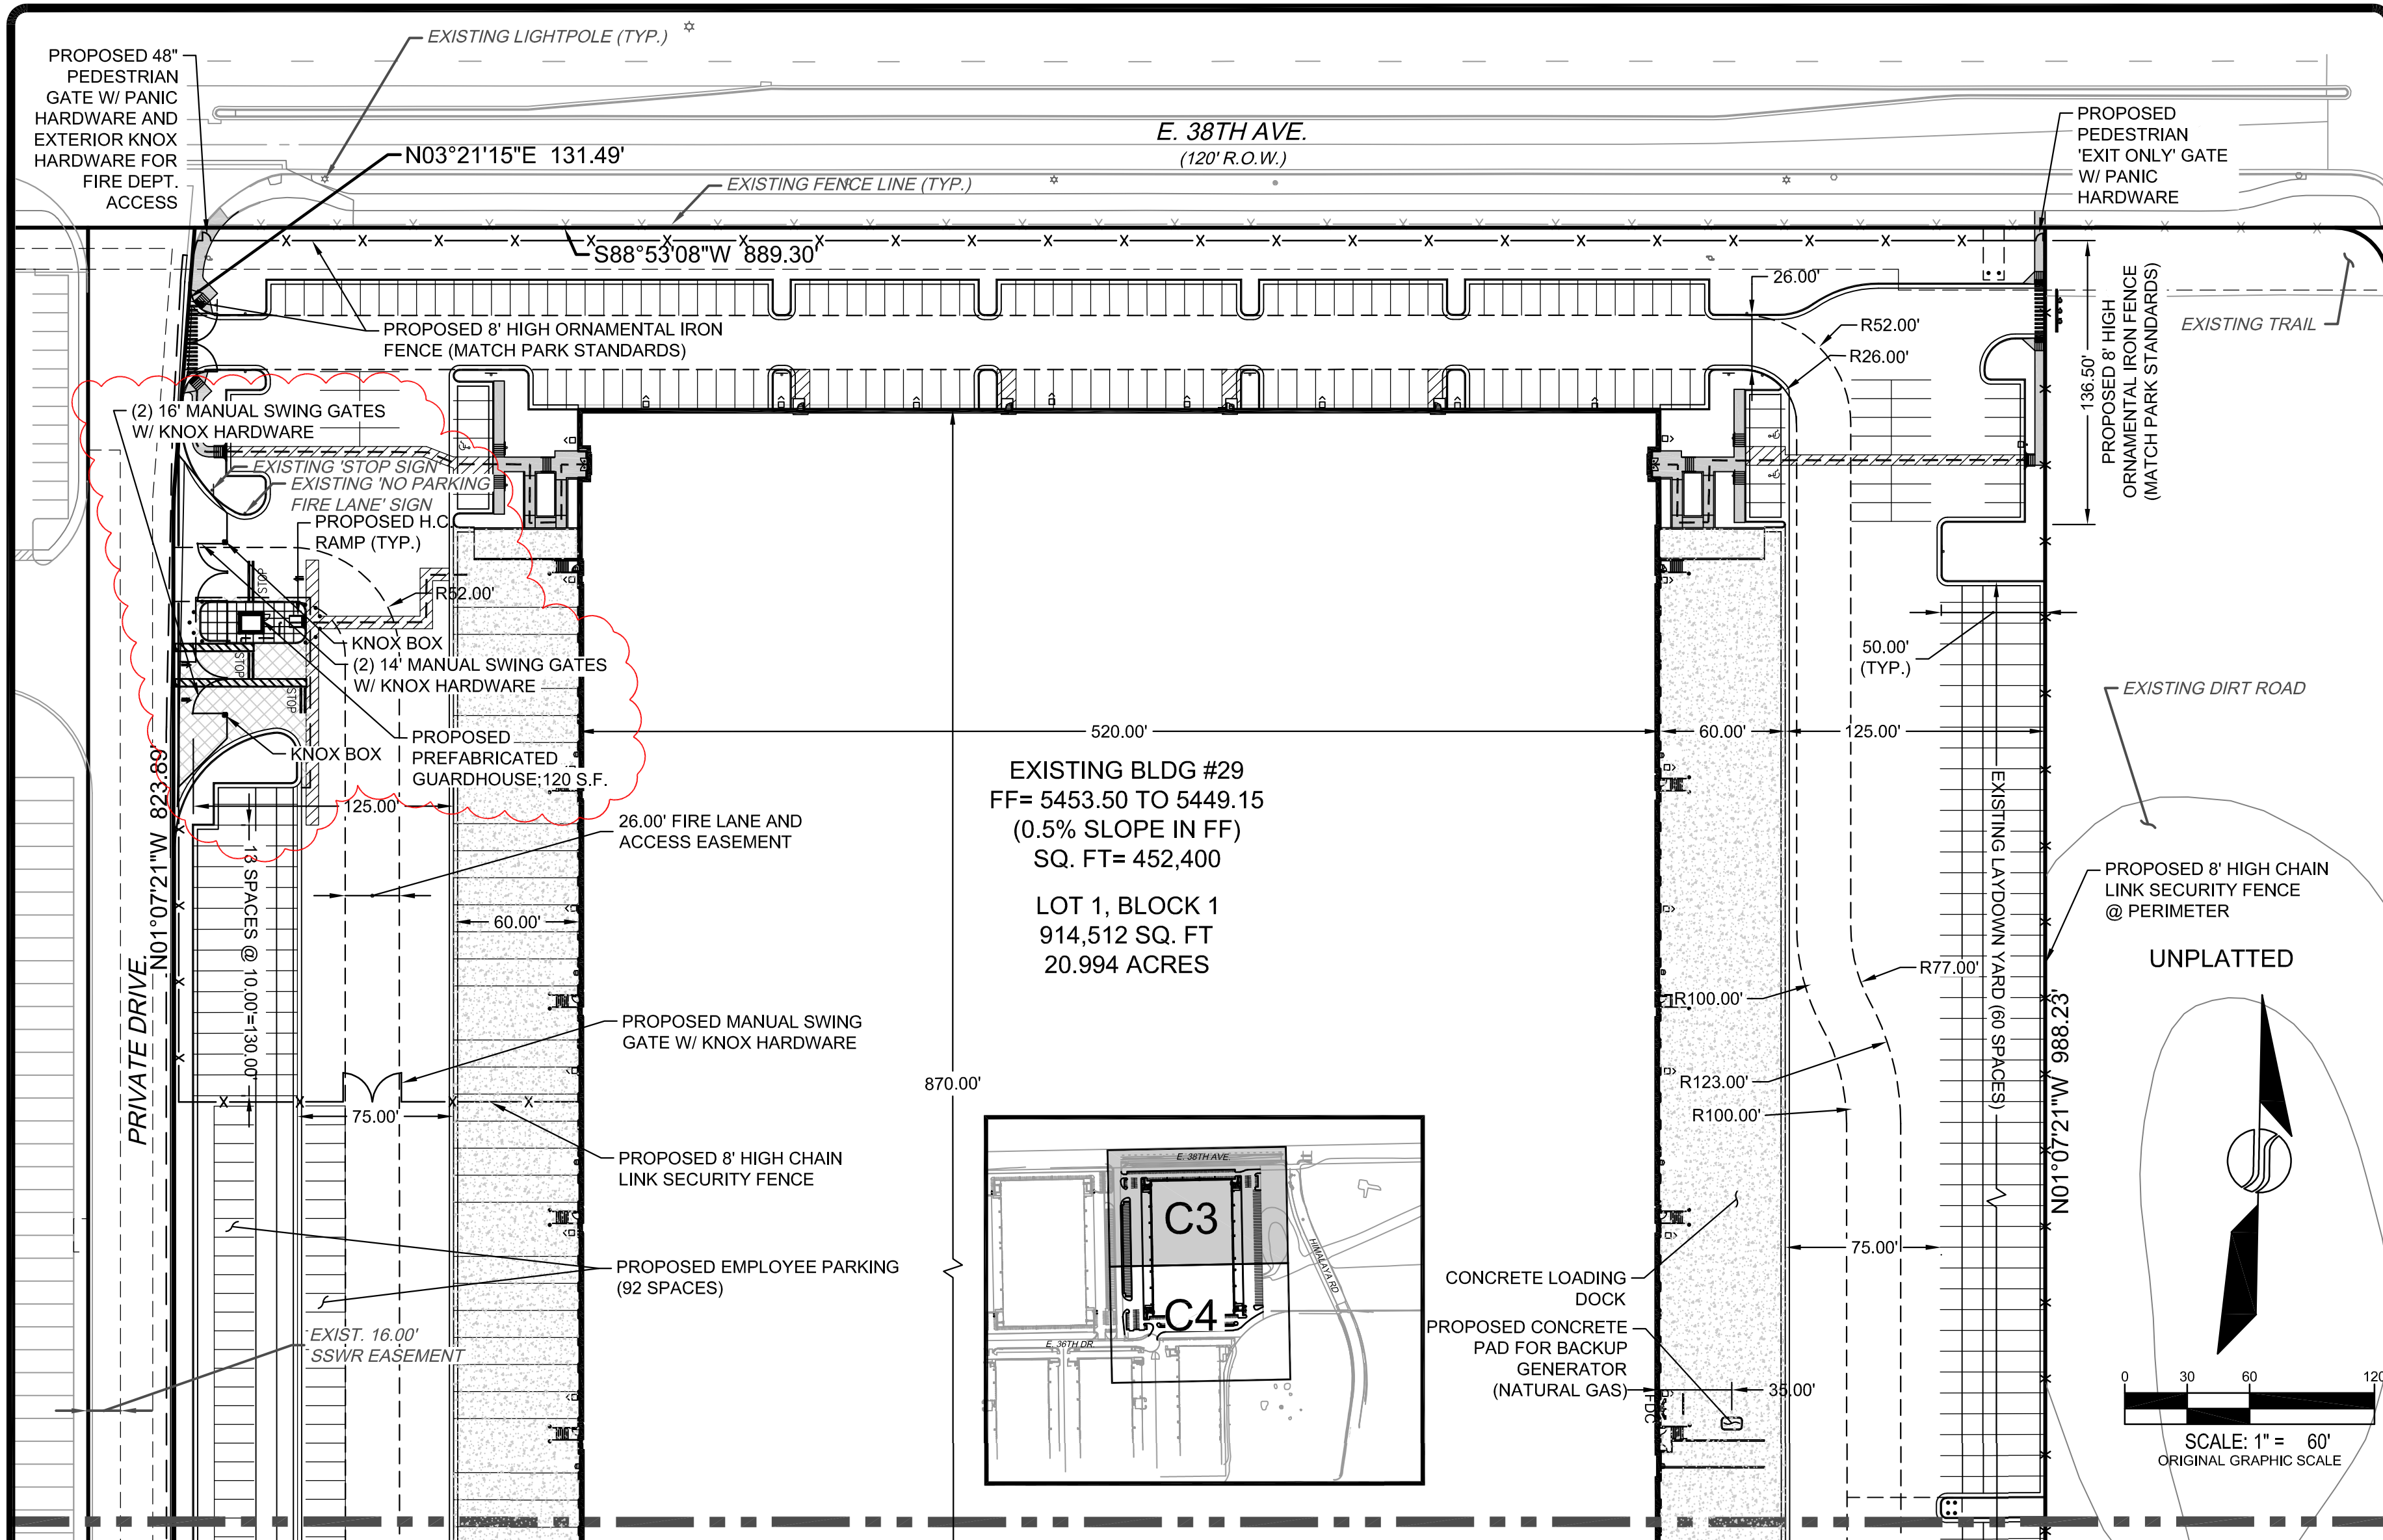 EXISTING LIGHTPOLE (TYP.)
PROPOSED 48"
PEDESTRIAN
GATE W/ PANIC
HARDWARE AND
EXTERIOR KNOX
HARDWARE FOR
FIRE DEPT.
ACCESS
N03°21'15"E 131.49'
E. 38TH AVE.
(120' R.O.W.)
EXISTING FENCE LINE (TYP.)
PROPOSED
PEDESTRIAN
'EXIT ONLY' GATE
W/ PANIC
HARDWARE
S88°53'08"W 889.30'
PROPOSED 8' HIGH ORNAMENTAL IRON
FENCE (MATCH PARK STANDARDS)
26.00'
R52.00'
R26.00'
136.50'
PROPOSED 8' HIGH
ORNAMENTAL IRON FENCE
(MATCH PARK STANDARDS)
EXISTING TRAIL
(2) 16' MANUAL SWING GATES
W/ KNOX HARDWARE
EXISTING 'STOP SIGN'
EXISTING 'NO PARKING
FIRE LANE' SIGN
PROPOSED H.C.
RAMP (TYP.)
STOP
R52.00'
KNOX BOX
(2) 14' MANUAL SWING GATES
W/ KNOX HARDWARE
STOP
STOP
KNOX BOX
PROPOSED
PREFABRICATED
GUARDHOUSE; 120 S.F.
125.00'
50.00'
(TYP.)
EXISTING DIRT ROAD
520.00'
60.00'
125.00'
EXISTING BLDG #29
FF= 5453.50 TO 5449.15
(0.5% SLOPE IN FF)
SQ. FT= 452,400
LOT 1, BLOCK 1
914,512 SQ. FT
20.994 ACRES
26.00' FIRE LANE AND
ACCESS EASEMENT
60.00'
13 SPACES @ 10.00'=130.00'
PRIVATE DRIVE
N01°07'21"W 823.89'
EXISTING LAYDOWN YARD (60 SPACES)
PROPOSED 8' HIGH CHAIN
LINK SECURITY FENCE
@ PERIMETER
UNPLATTED
N01°07'21"W 988.23'
R77.00'
R100.00'
R123.00'
R100.00'
PROPOSED MANUAL SWING
GATE W/ KNOX HARDWARE
870.00'
75.00'
PROPOSED 8' HIGH CHAIN
LINK SECURITY FENCE
PROPOSED EMPLOYEE PARKING
(92 SPACES)
EXIST. 16.00'
SSWR EASEMENT
E. 38TH AVE.
C3
HIMALAYA RD
C4
E. 36TH DR.
75.00'
CONCRETE LOADING
DOCK
PROPOSED CONCRETE
PAD FOR BACKUP
GENERATOR
(NATURAL GAS)
35.00'
FDC
0 30 60 120
SCALE: 1" = 60'
ORIGINAL GRAPHIC SCALE